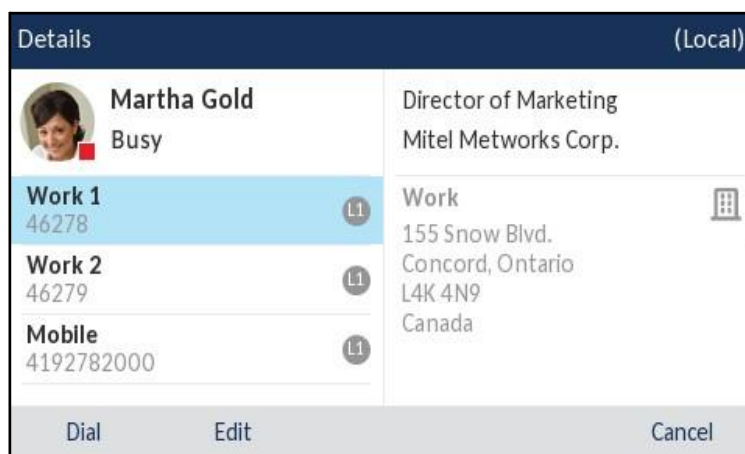 Details
(Local)
Martha Gold
Busy
Director of Marketing
Mitel Metworks Corp.
Work 1
46278
L1
Work 2
46279
L1
Mobile
4192782000
L1
Work
155 Snow Blvd.
Concord, Ontario
L4K 4N9
Canada
Dial
Edit
Cancel